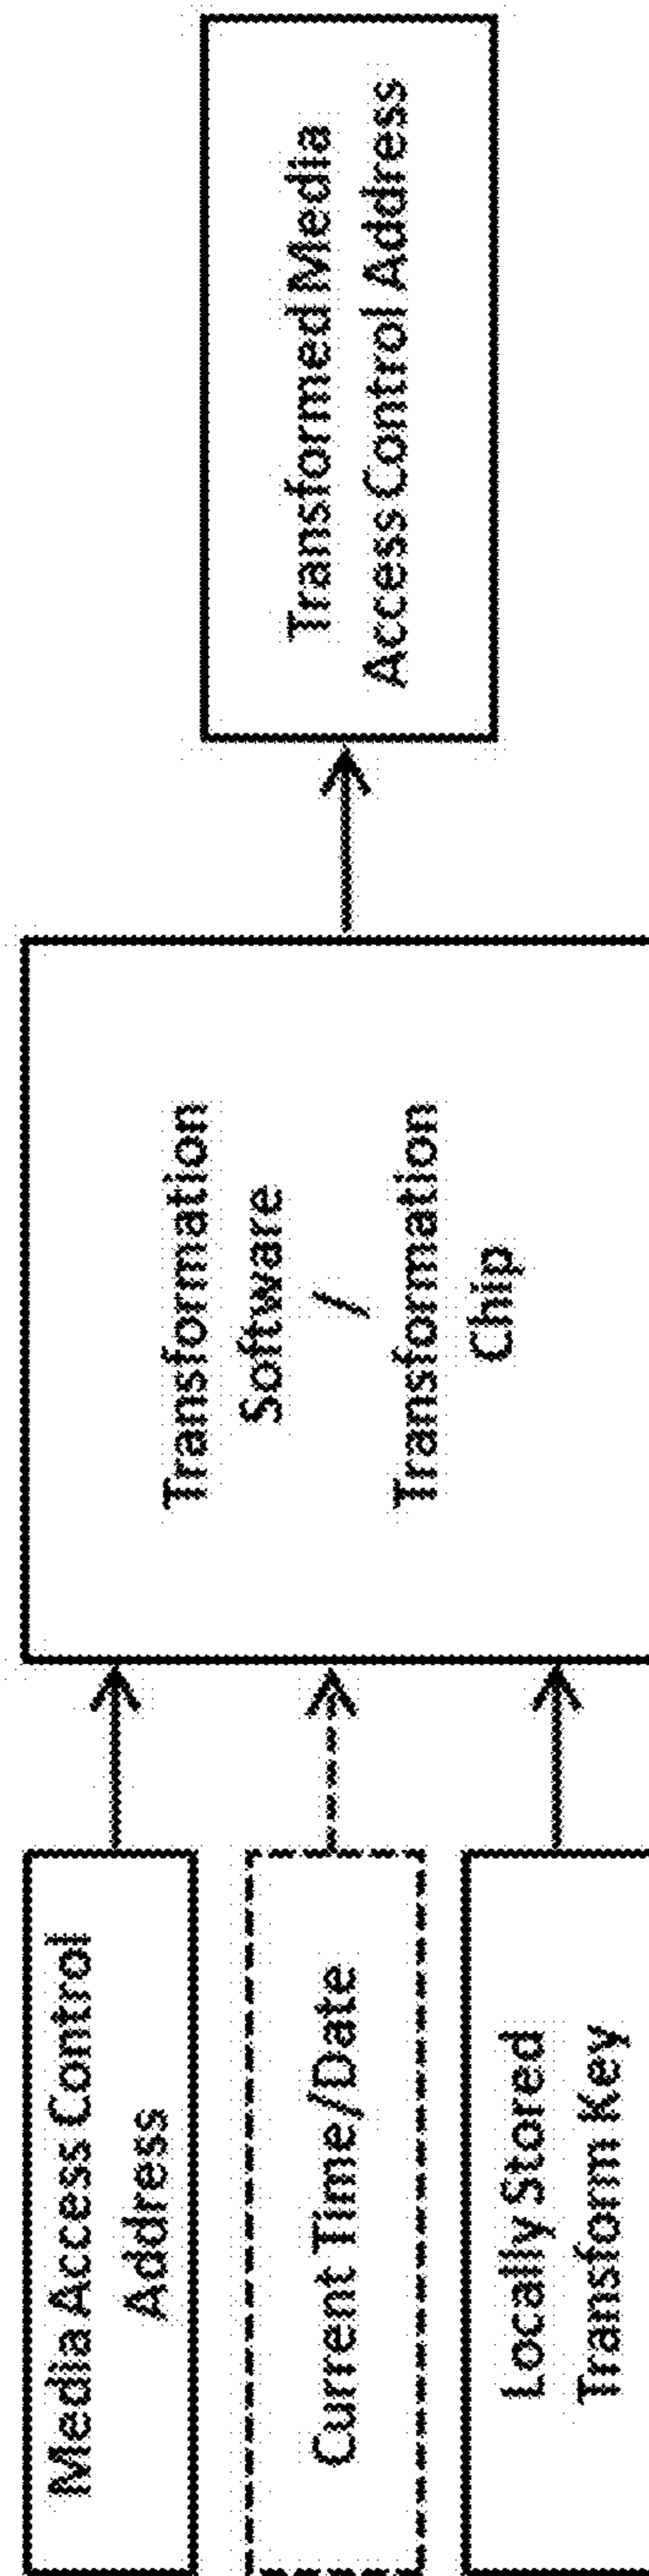 Media Access Control
Address
Current Time/Date
Locally Stored
Transform Key
Transformation
Software
/
Transformation
Chip
Transformed Media
Access Control Address